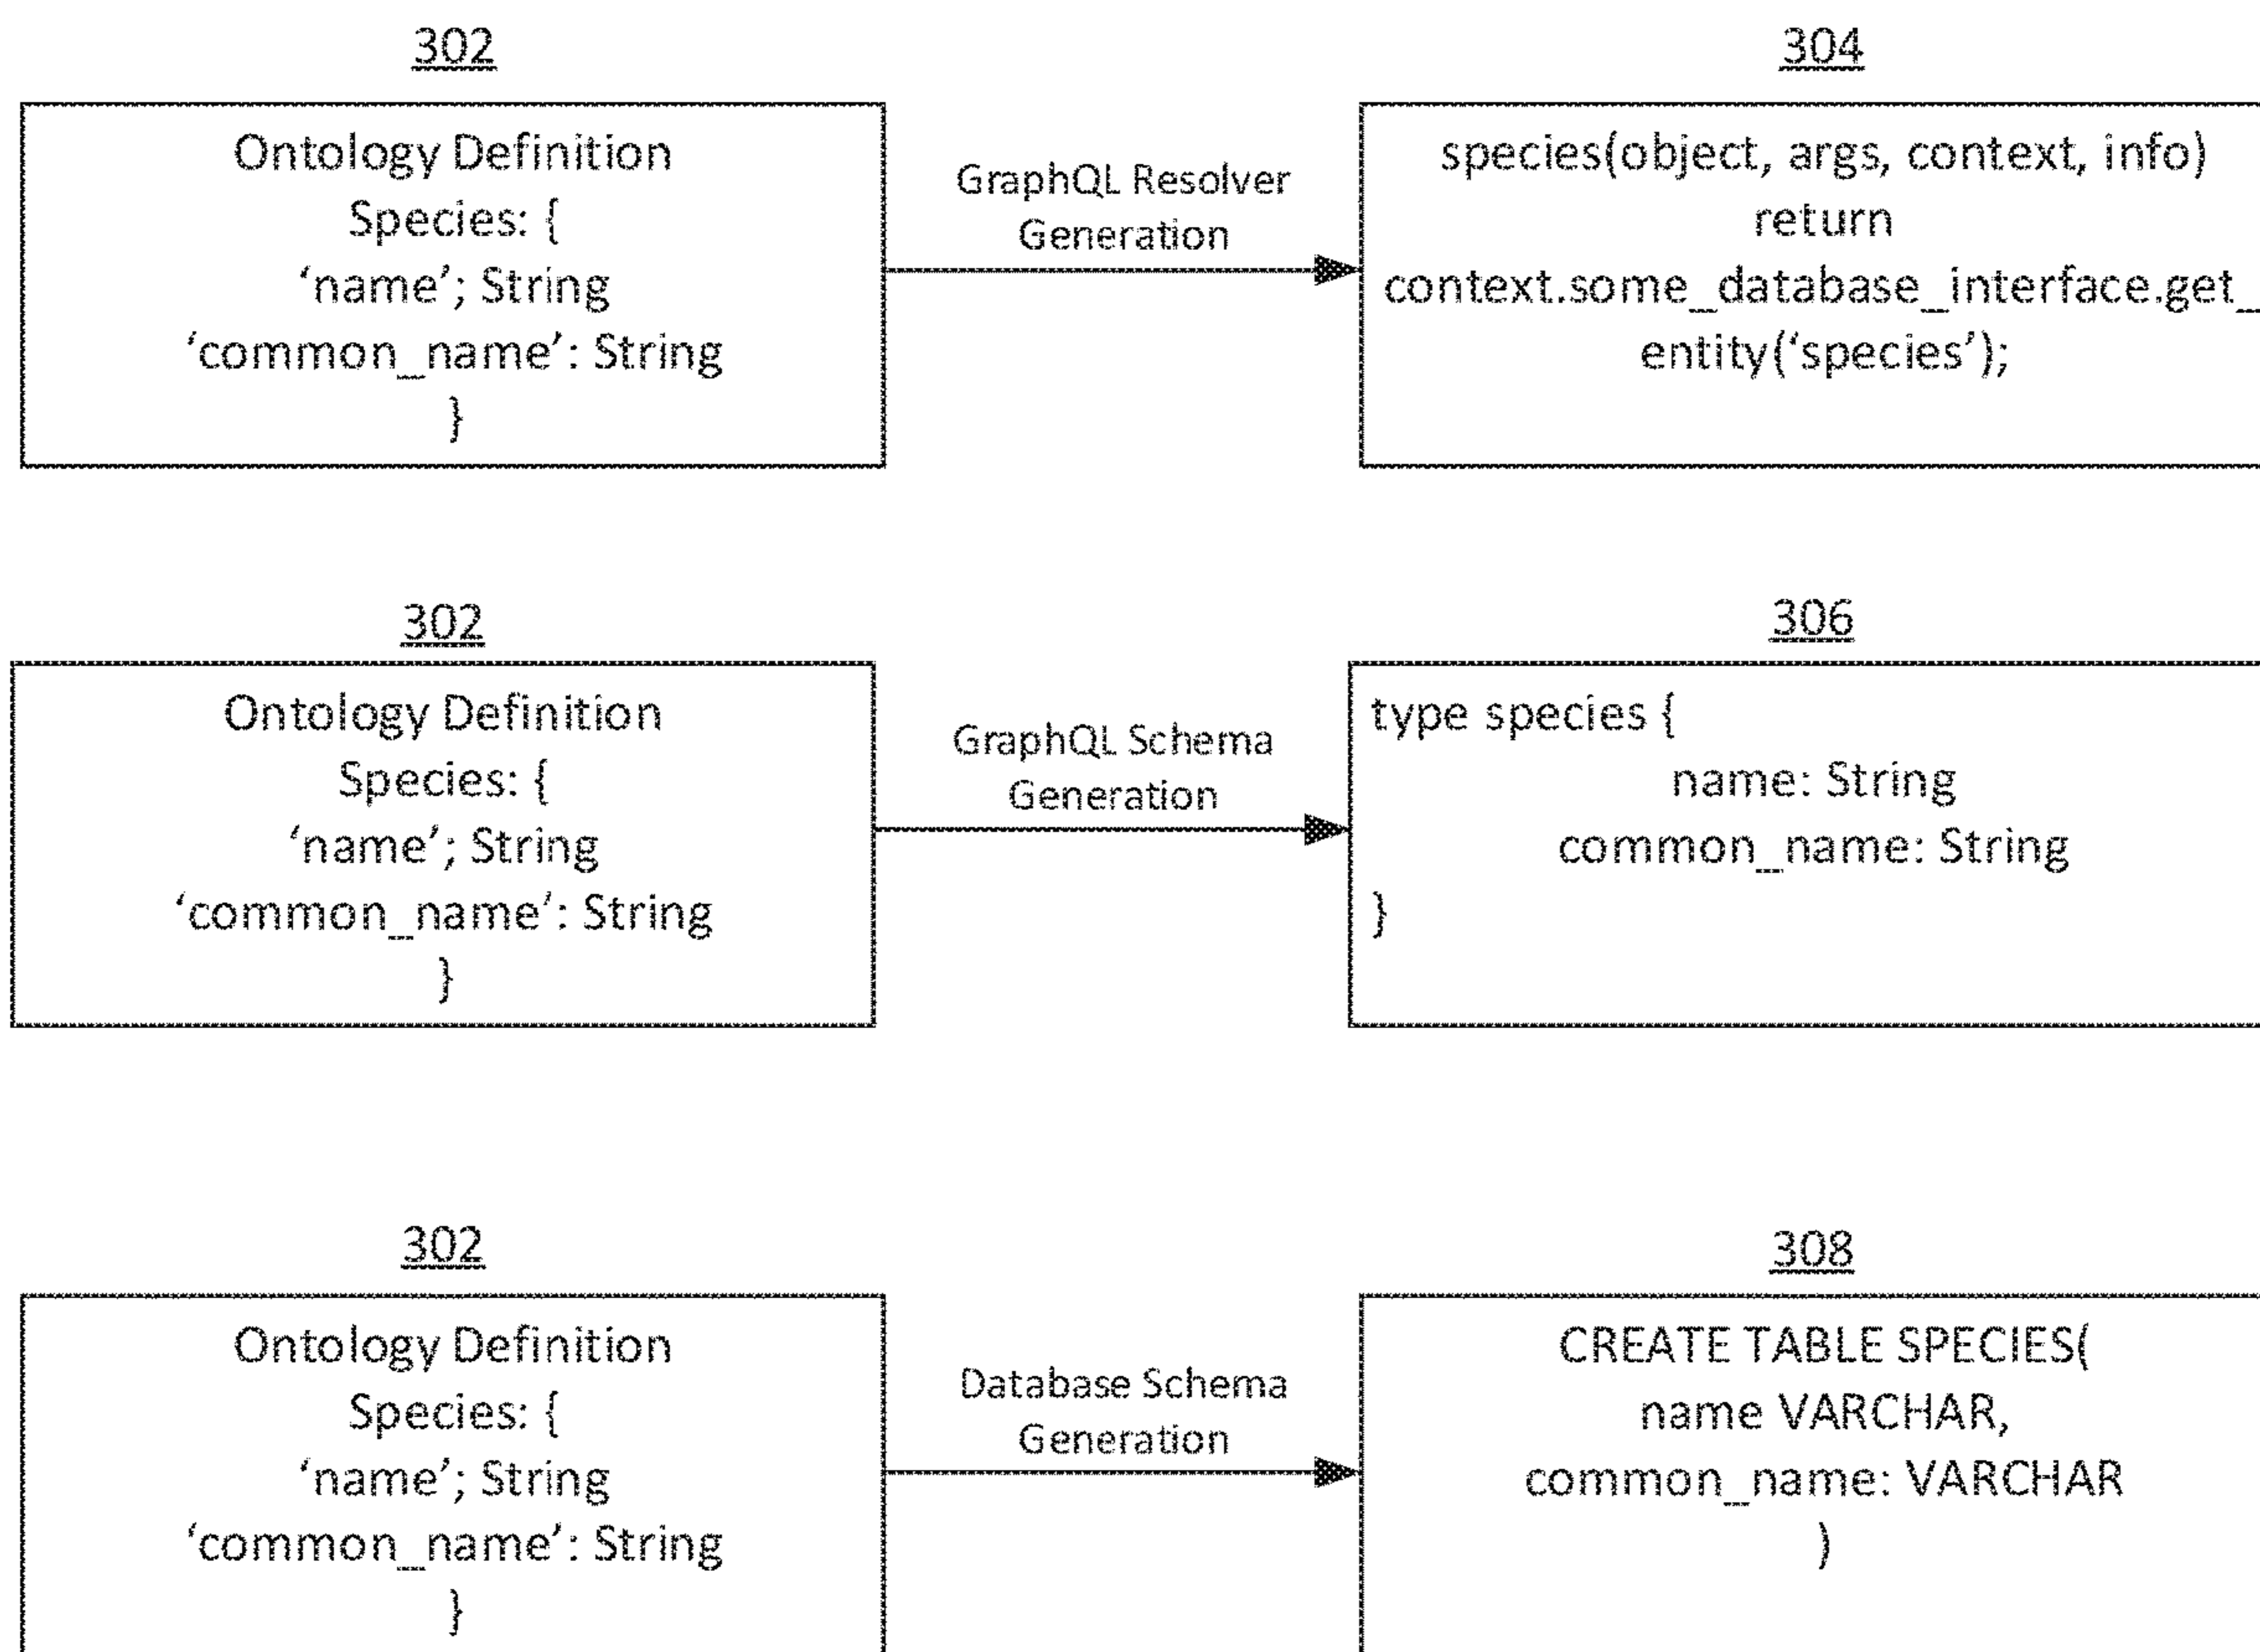 302
304
Ontology Definition
Species: {
‘name’; String
‘common_name’: String
}
GraphQL Resolver
Generation
species(object, args, context, info)
return
context.some_database_interface.get_
entity(‘species’);
302
306
Ontology Definition
Species: {
‘name’; String
‘common_name’: String
}
GraphQL Schema
Generation
type species {
name: String
common_name: String
}
302
308
Ontology Definition
Species: {
‘name’; String
‘common_name’: String
}
Database Schema
Generation
CREATE TABLE SPECIES(
name VARCHAR,
common_name: VARCHAR
)